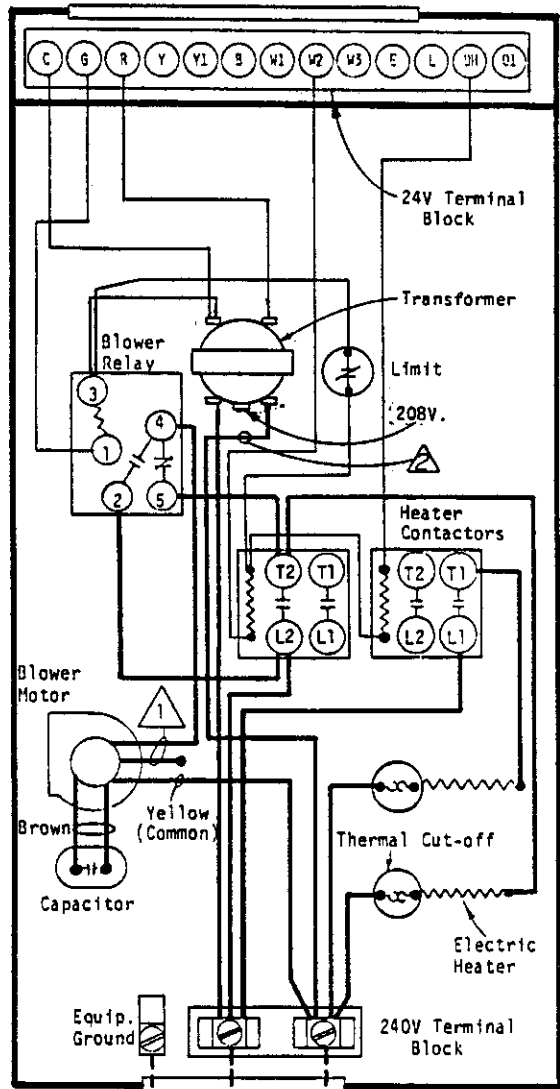 C G R Y Y1 B W1 W2 W3 E L UH O1
24V Terminal
Block
Transformer
Blower
Relay
Limit
3
4
208V.
1
2
2 5
Heater
Contactors
T2 T1 T2 T1
L2 L1 L2 L1
Blower
Motor
1
Yellow
(Common)
Brown
Thermal Cut-off
Capacitor
Electric
Heater
Equip.
Ground
240V Terminal
Block